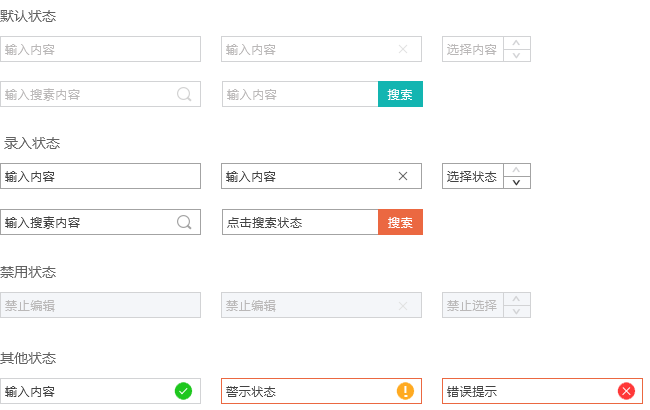 默认状态
输入内容 输入内容 选择内容
输入搜素内容 输入内容 搜索
录入状态
输入内容 输入内容 选择状态
输入搜素内容 点击搜索状态 搜索
禁用状态
禁止编辑 禁止编辑 禁止选择
其他状态
输入内容 警示状态 错误提示